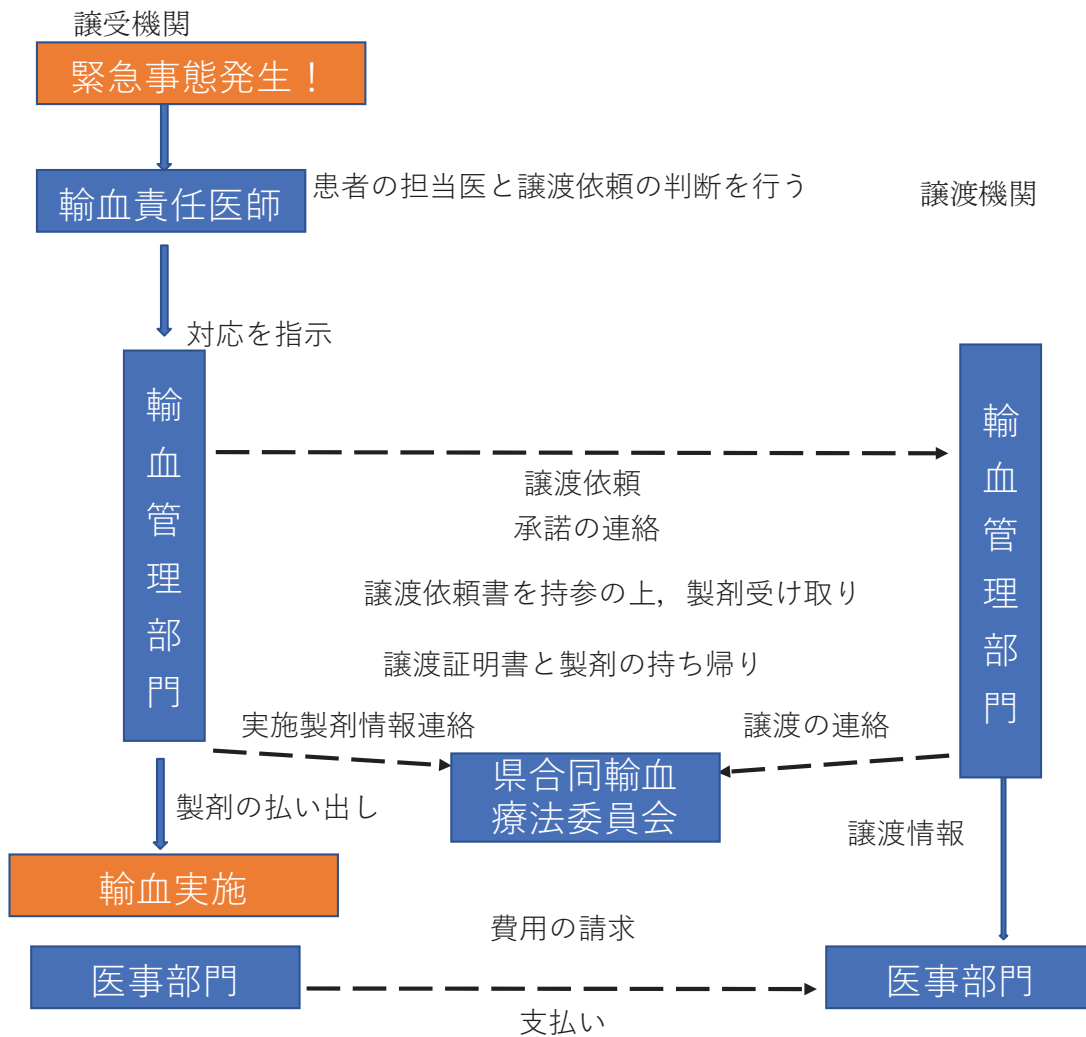 譲受機関
緊急事態発生！
輸血責任医師
患者の担当医と譲渡依頼の判断を行う
譲渡機関
対応を指示
輸血管理部門
輸血管理部門
譲渡依頼
承諾の連絡
譲渡依頼書を持参の上，製剤受け取り
譲渡証明書と製剤の持ち帰り
実施製剤情報連絡
譲渡の連絡
県合同輸血
療法委員会
製剤の払い出し
譲渡情報
輸血実施
費用の請求
医事部門
医事部門
支払い